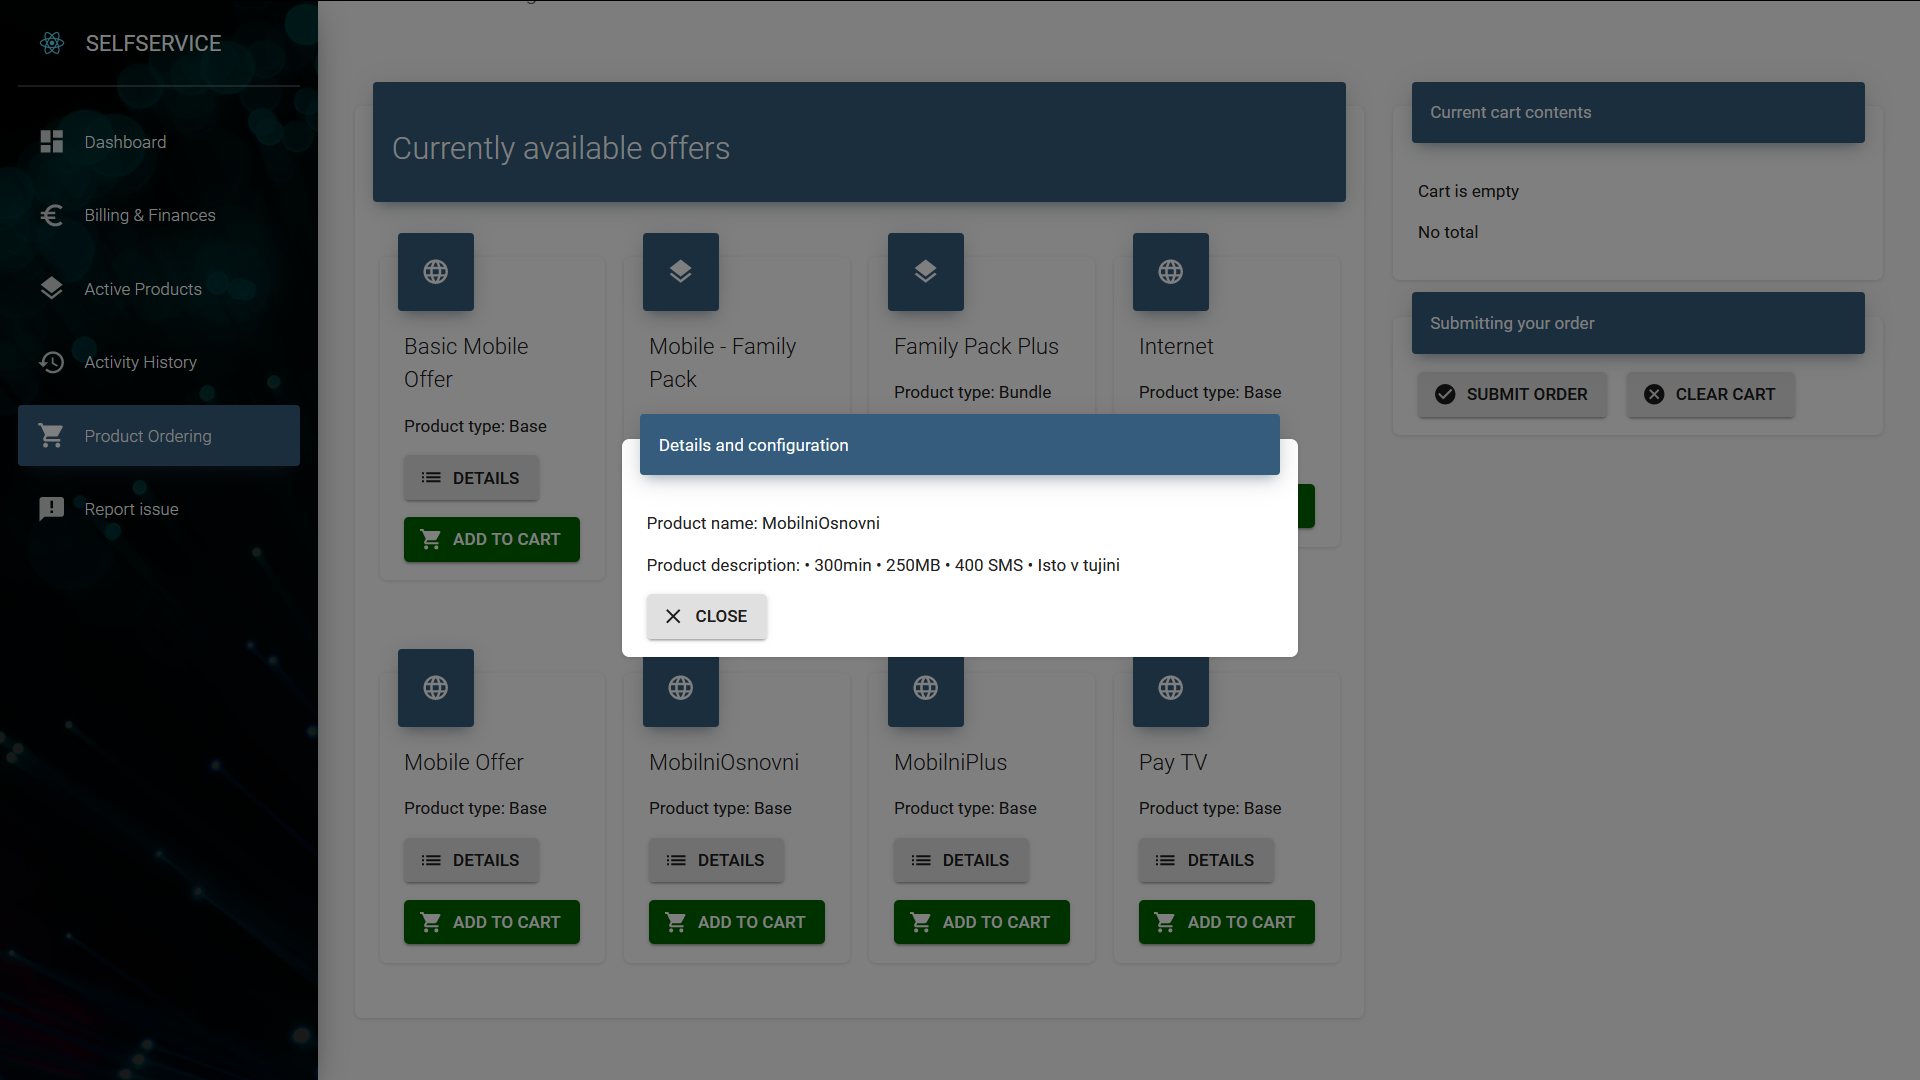 SELFSERVICE
Dashboard
Billing & Finances
Active Products
Activity History
Product Ordering
Report issue
Currently available offers
Basic Mobile
Offer
Product type: Base
DETAILS
ADD TO CART
Mobile - Family
Pack
Family Pack Plus
Product type: Bundle
Internet
Product type: Base
Details and configuration
Product name: MobilniOsnovni
Product description: • 300min • 250MB • 400 SMS • Isto v tujini
CLOSE
Mobile Offer
Product type: Base
DETAILS
ADD TO CART
MobilniOsnovni
Product type: Base
DETAILS
ADD TO CART
MobilniPlus
Product type: Base
DETAILS
ADD TO CART
Pay TV
Product type: Base
DETAILS
ADD TO CART
Current cart contents
Cart is empty
No total
Submitting your order
SUBMIT ORDER
CLEAR CART